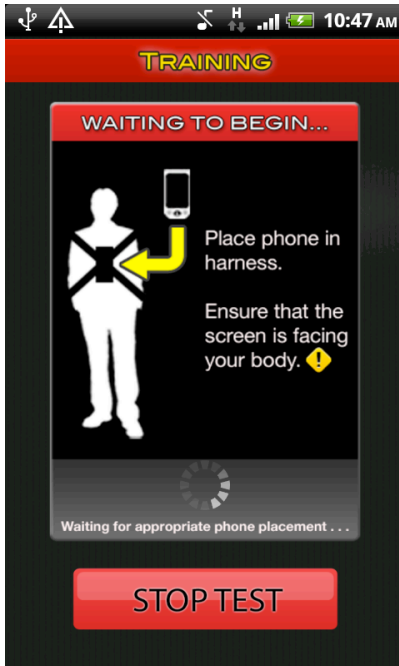 H 10:47 AM
TRAINING
WAITING TO BEGIN...
Place phone in
harness.
Ensure that the
screen is facing
your body.
Waiting for appropriate phone placement . . .
STOP TEST